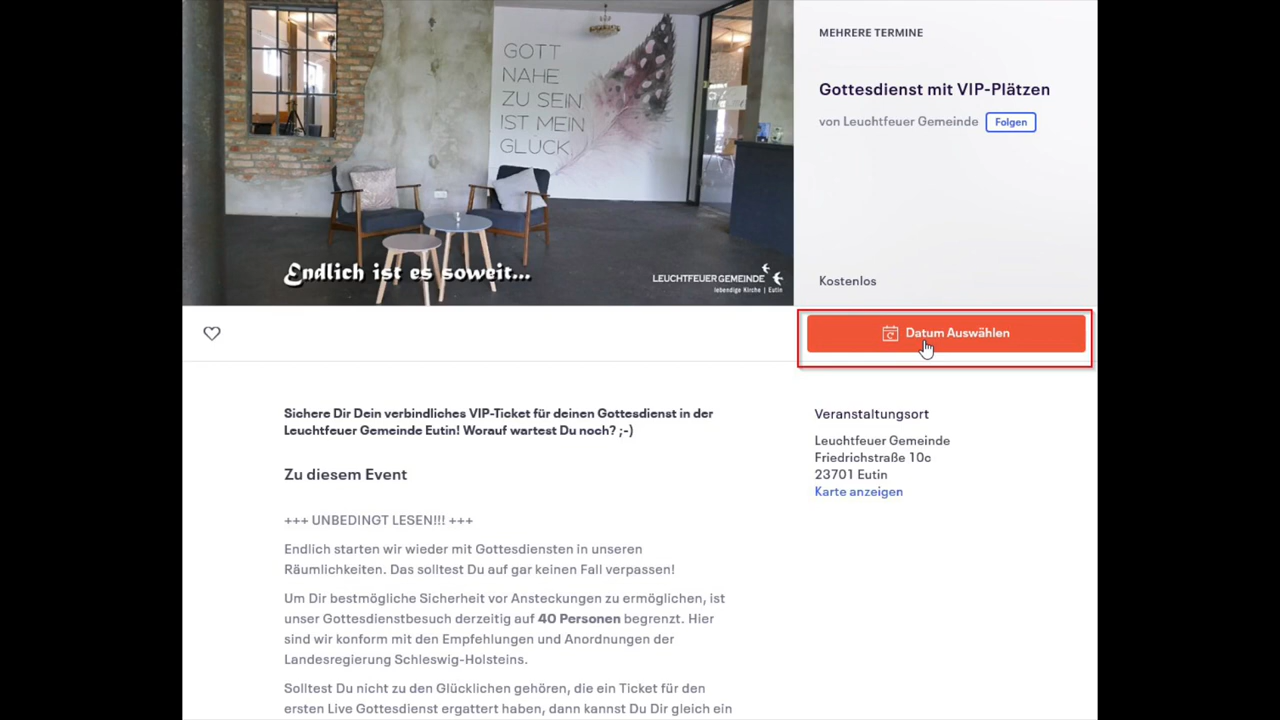 GOTT
NAHE
ZU SEIN,
IST MEIN
GLÜCK.
Endlich ist es soweit...
LEUCHTFEUER GEMEINDE
lebendige Kirche | Eutin
MEHRERE TERMINE
Gottesdienst mit VIP-Plätzen
von Leuchtfeuer Gemeinde Folgen
Kostenlos
Datum Auswählen
Sichere Dir Dein verbindliches VIP-Ticket für deinen Gottesdienst in der
Leuchtfeuer Gemeinde Eutin! Worauf wartest Du noch? ;-)
Zu diesem Event
+++ UNBEDINGT LESEN!!! +++
Endlich starten wir wieder mit Gottesdiensten in unseren
Räumlichkeiten. Das solltest Du auf gar keinen Fall verpassen!
Um Dir bestmögliche Sicherheit vor Ansteckungen zu ermöglichen, ist
unser Gottesdienstbesuch derzeitig auf 40 Personen begrenzt. Hier
sind wir konform mit den Empfehlungen und Anordnungen der
Landesregierung Schleswig-Holsteins.
Solltest Du nicht zu den Glücklichen gehören, die ein Ticket für den
ersten Live Gottesdienst ergattert haben, dann kannst Du Dir gleich ein
Veranstaltungsort
Leuchtfeuer Gemeinde
Friedrichstraße 10c
23701 Eutin
Karte anzeigen